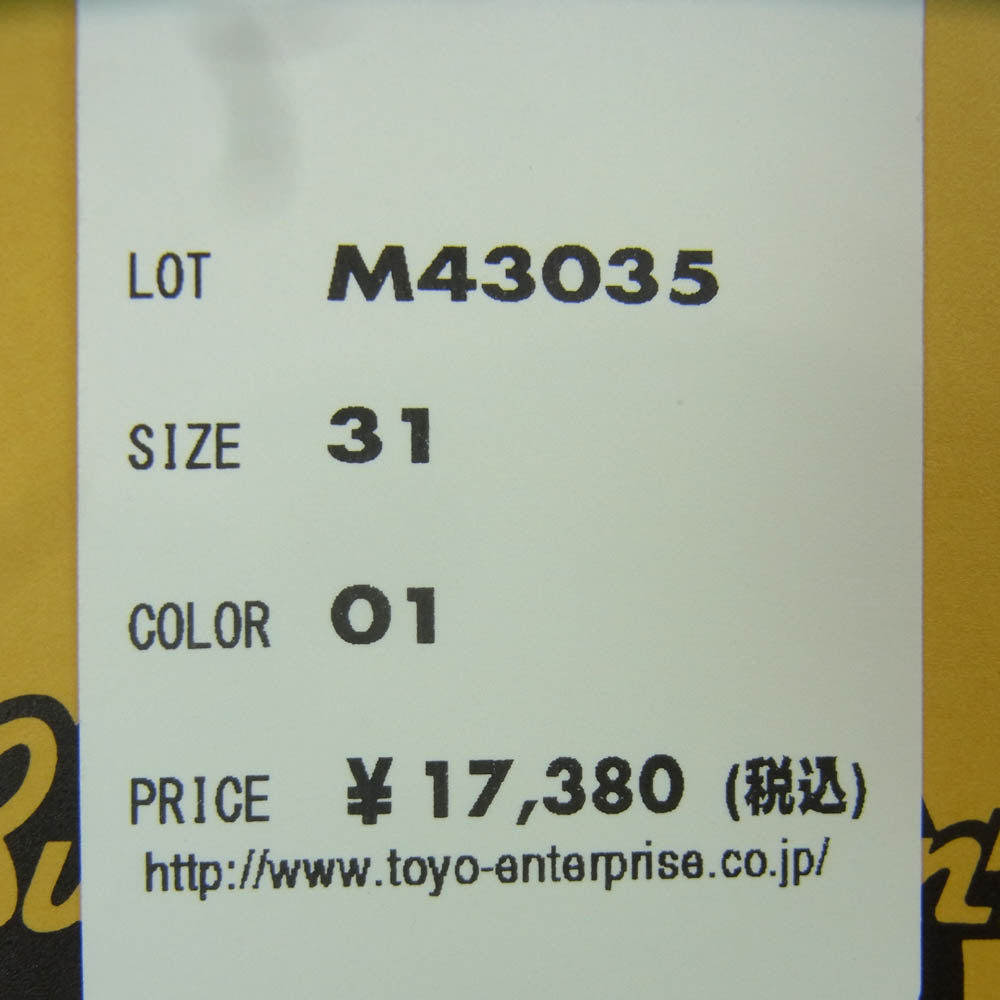 LOT M43035
SIZE 31
COLOR 01
PRICE ¥17,380 (税込)
http://www.toyo-enterprise.co.jp/